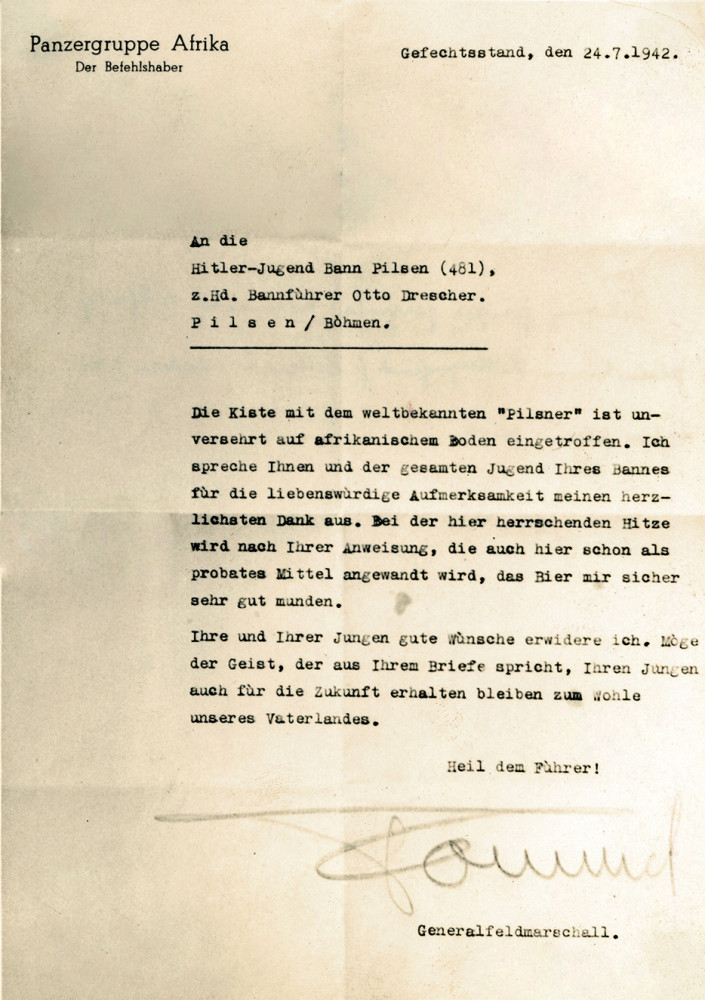 Panzergruppe Afrika
Der Befehlshaber
Gefechtsstand, den 24.7.1942.
An die
Hitler-Jugend Bann Pilsen (481),
z.Hd. Bannführer Otto Drescher.
P i l s e n / Böhmen.
Die Kiste mit dem weltbekannten "Pilsner" ist un-
versehrt auf afrikanischem Boden eingetroffen. Ich
spreche Ihnen und der gesamten Jugend Ihres Bannes
für die liebenswürdige Aufmerksamkeit meinen herz-
lichsten Dank aus. Bei der hier herrschenden Hitze
wird nach Ihrer Anweisung, die auch hier schon als
probates Mittel angewandt wird, das Bier mir sicher
sehr gut munden.
Ihre und Ihrer Jungen gute Wünsche erwidere ich. Möge
der Geist, der aus Ihrem Briefe spricht, Ihren Jungen
auch für die Zukunft erhalten bleiben zum Wohle
unseres Vaterlandes.
Heil dem Führer!
Rommel
Generalfeldmarschall.